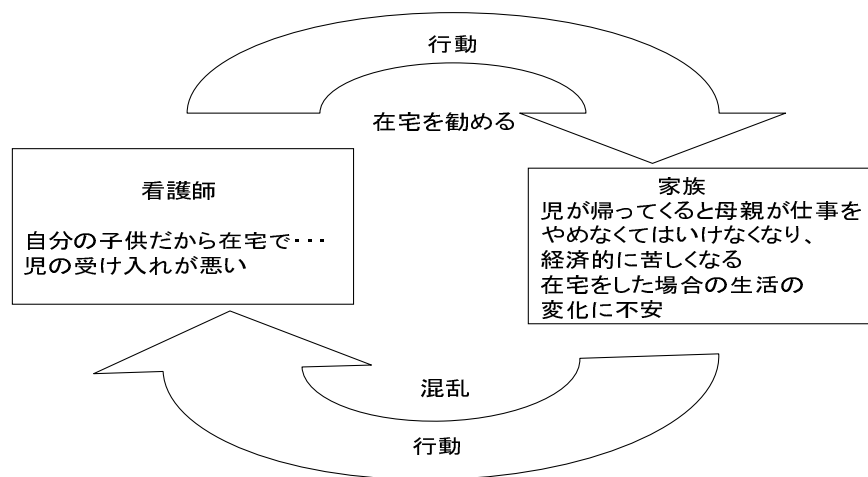 行動
在宅を勧める
看護師
自分の子供だから在宅で・・・
児の受け入れが悪い
家族
児が帰ってくると母親が仕事を
やめなくてはいけなくなり、
経済的に苦しくなる
在宅をした場合の生活の
変化に不安
混乱
行動